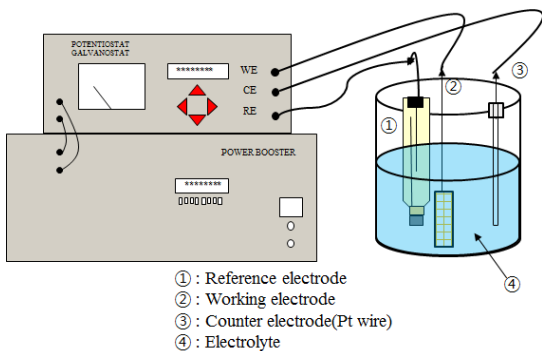 POTENTIOSTAT
GALVANOSTAT
********
WE
CE
RE
POWER BOOSTER
********
①
②
③
④
① : Reference electrode
② : Working electrode
③ : Counter electrode(Pt wire)
④ : Electrolyte